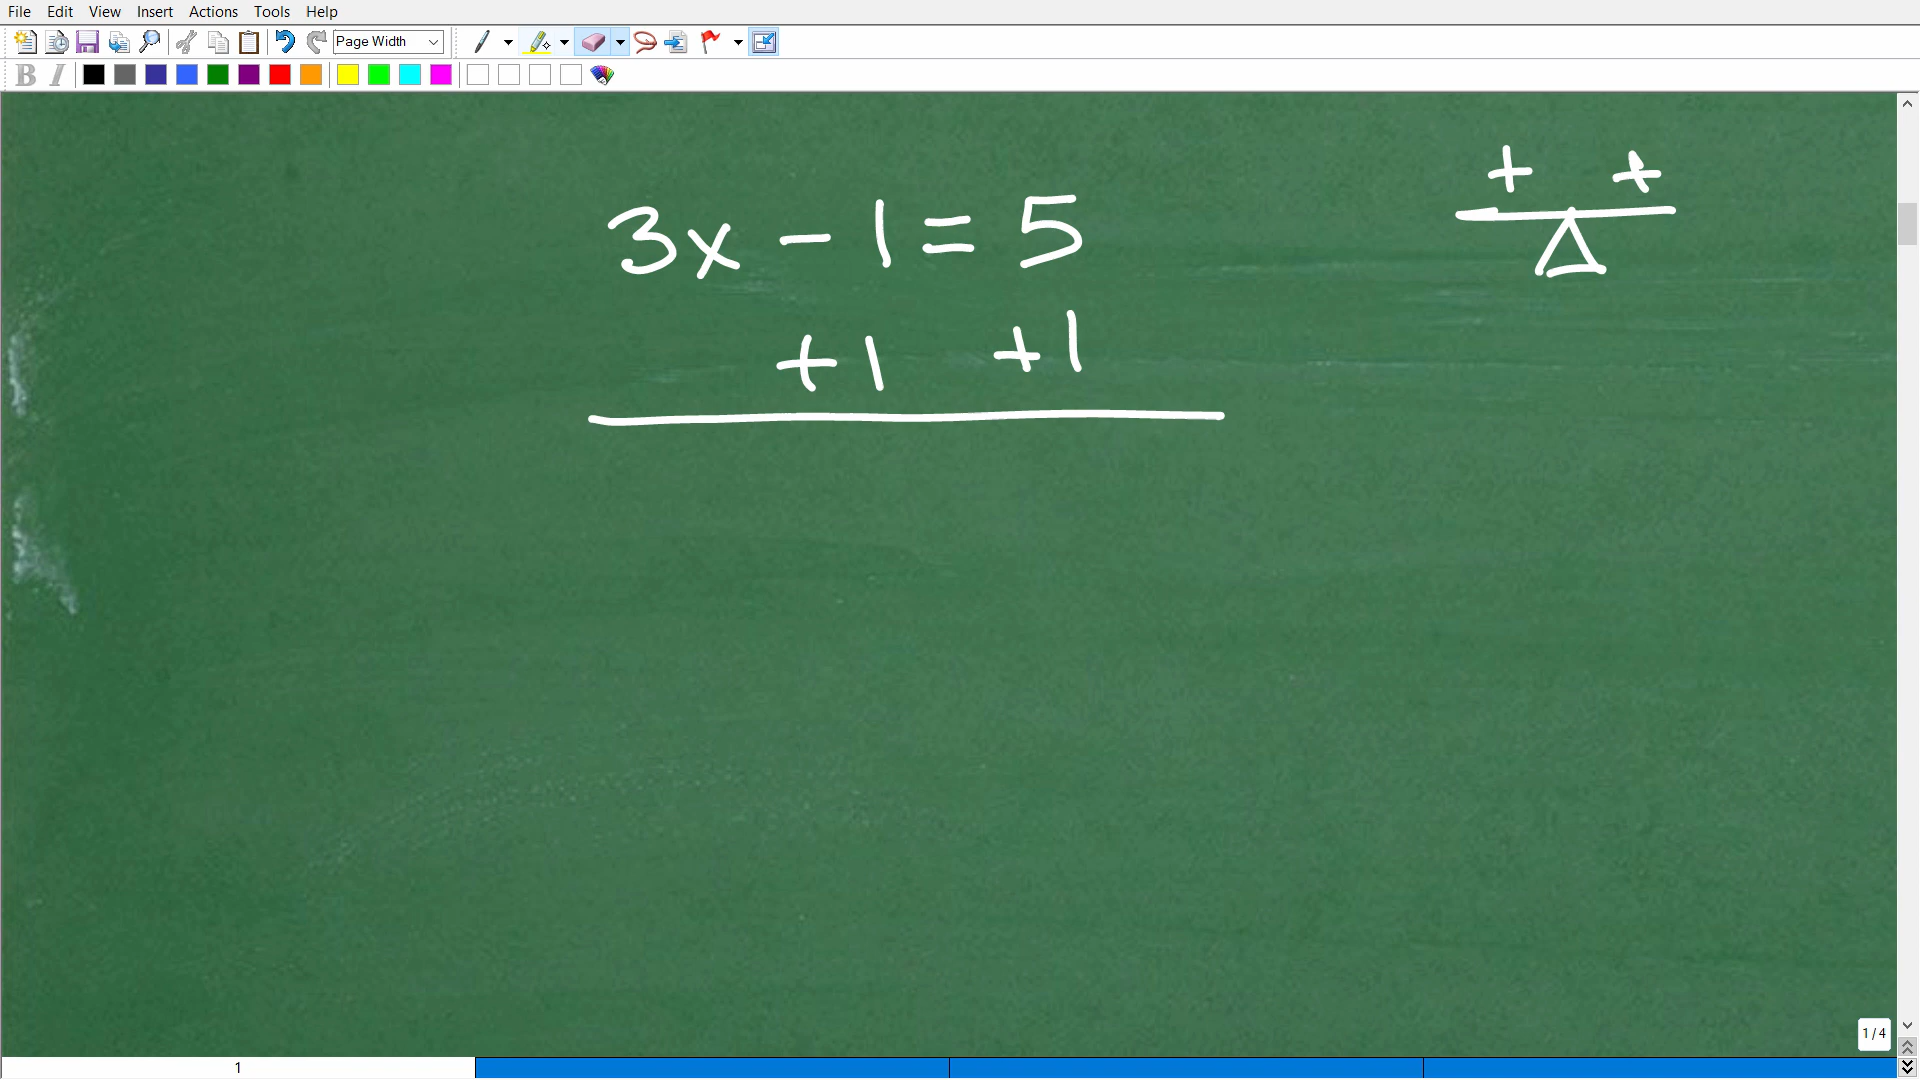 File Edit View Insert Actions Tools Help
Page Width
B I
+ +
3x - 1 = 5
+1 +1
1 / 4
1